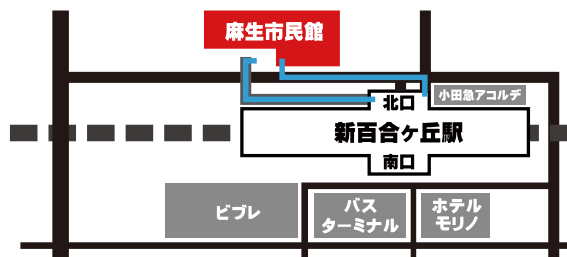 麻生市民館
北口
小田急アコルデ
新百合ヶ丘駅
南口
ビブレ
バス
ターミナル
ホテル
モリノ